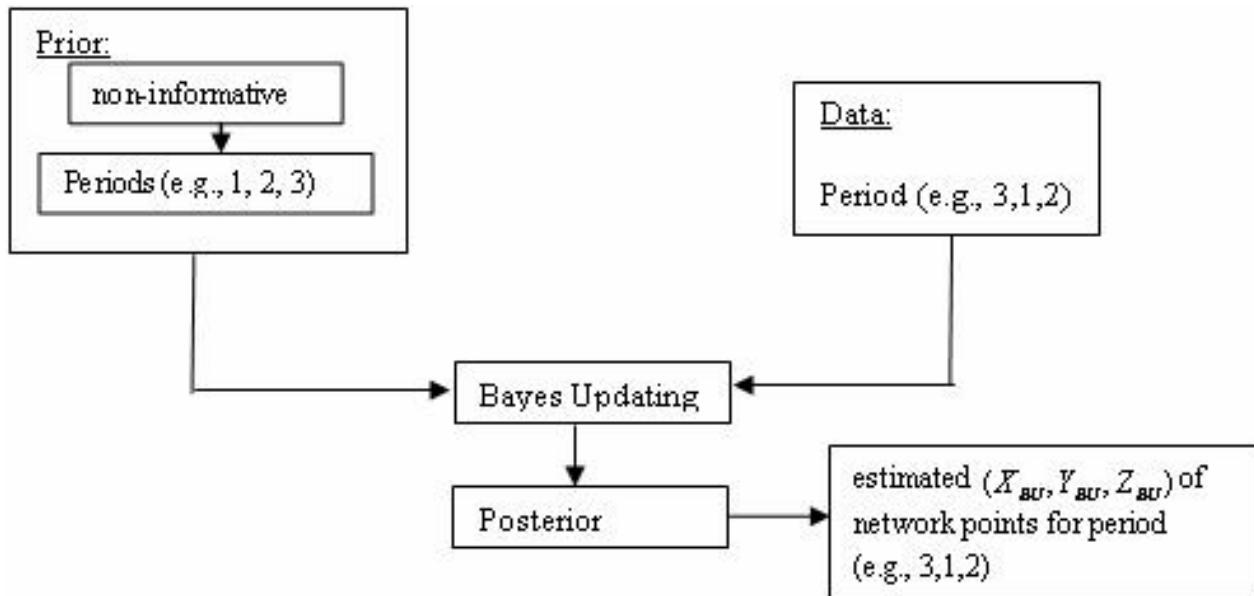 Prior:
non-informative
Periods (e.g., 1, 2, 3)
Data:
Period (e.g., 3,1,2)
Bayes Updating
Posterior
estimated (X_BU, Y_BU, Z_BU) of
network points for period
(e.g., 3,1,2)